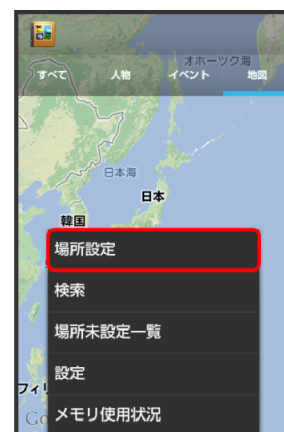 オホーツク海
すべて 人物 イベント 地図
日本海
日本
韓国
場所設定
検索
場所未設定一覧
設定
フィリ
メモリ使用状況
Go